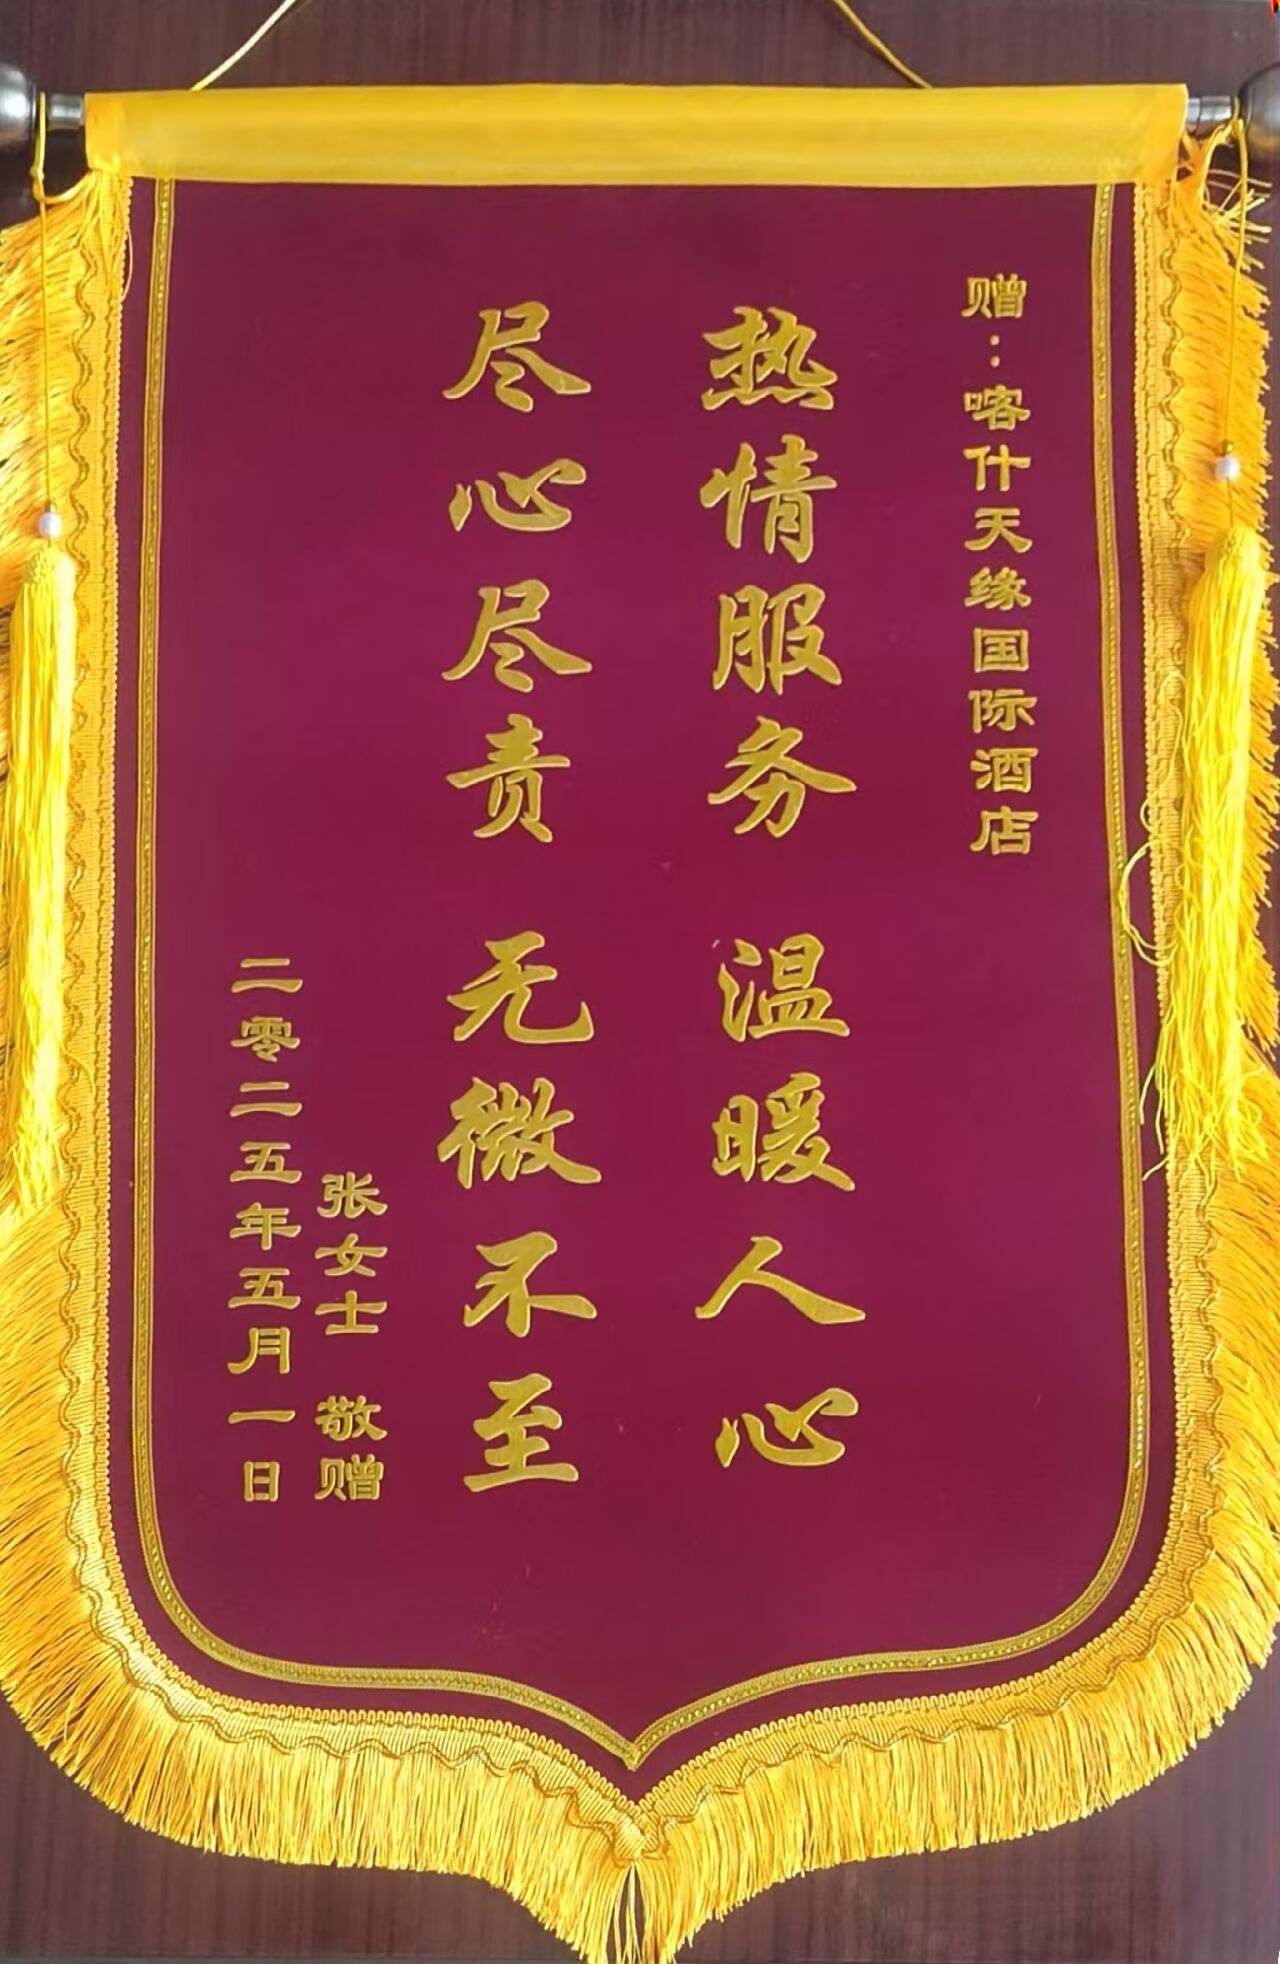 赠：喀什天缘国际酒店
热情服务 温暖人心
尽心尽责 无微不至
张女士 敬赠
二零二五年五月一日